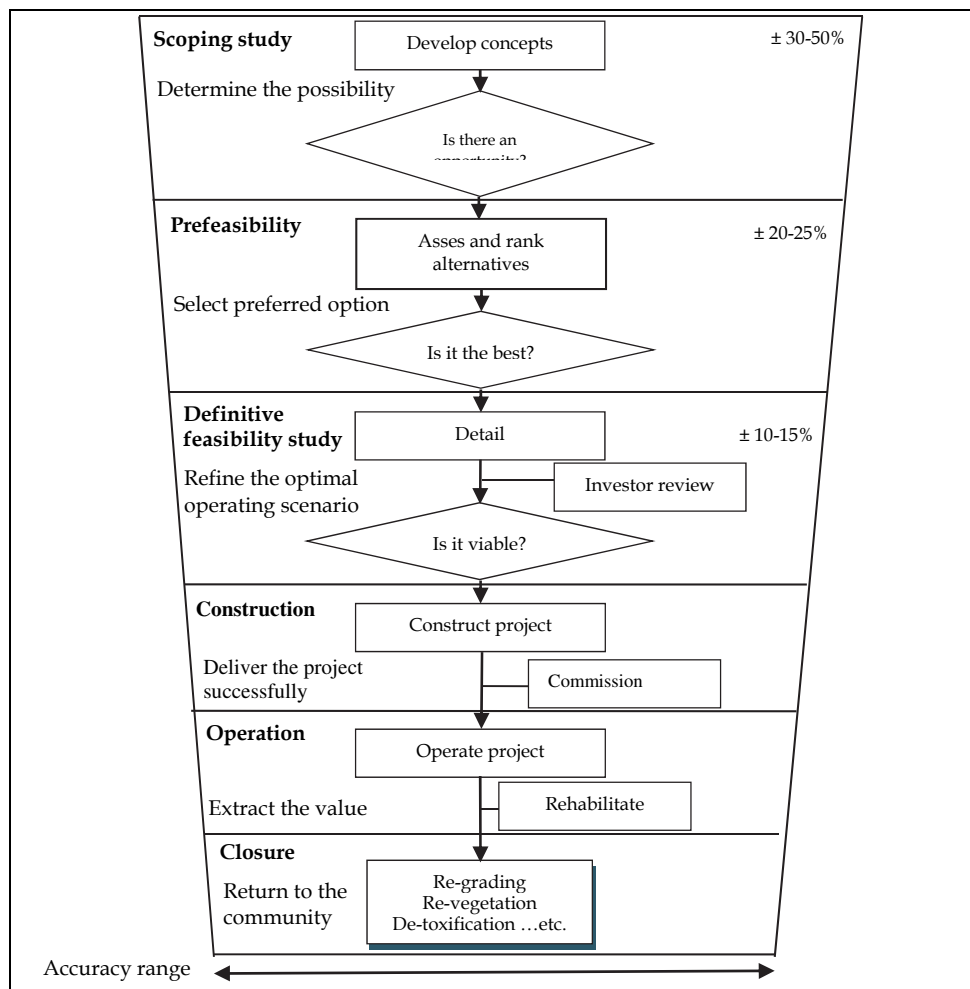 Scoping study
Develop concepts
± 30-50%
Determine the possibility
Is there an
opportunity?
Prefeasibility
Asses and rank
alternatives
± 20-25%
Select preferred option
Is it the best?
Definitive
feasibility study
Detail
± 10-15%
Refine the optimal
operating scenario
Investor review
Is it viable?
Construction
Construct project
Deliver the project
successfully
Commission
Operation
Operate project
Extract the value
Rehabilitate
Closure
Return to the
community
Re-grading
Re-vegetation
De-toxification ...etc.
Accuracy range